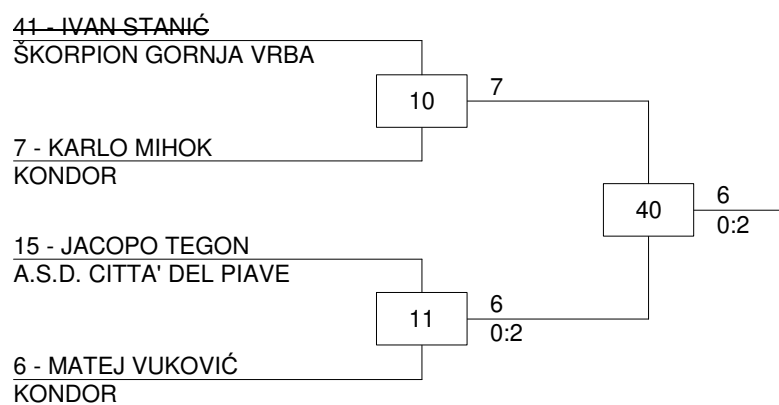 41 - IVAN STANIĆ
ŠKORPION GORNJA VRBA
10
7
7 - KARLO MIHOK
KONDOR
40
6
0:2
15 - JACOPO TEGON
A.S.D. CITTA' DEL PIAVE
11
6
0:2
6 - MATEJ VUKOVIĆ
KONDOR